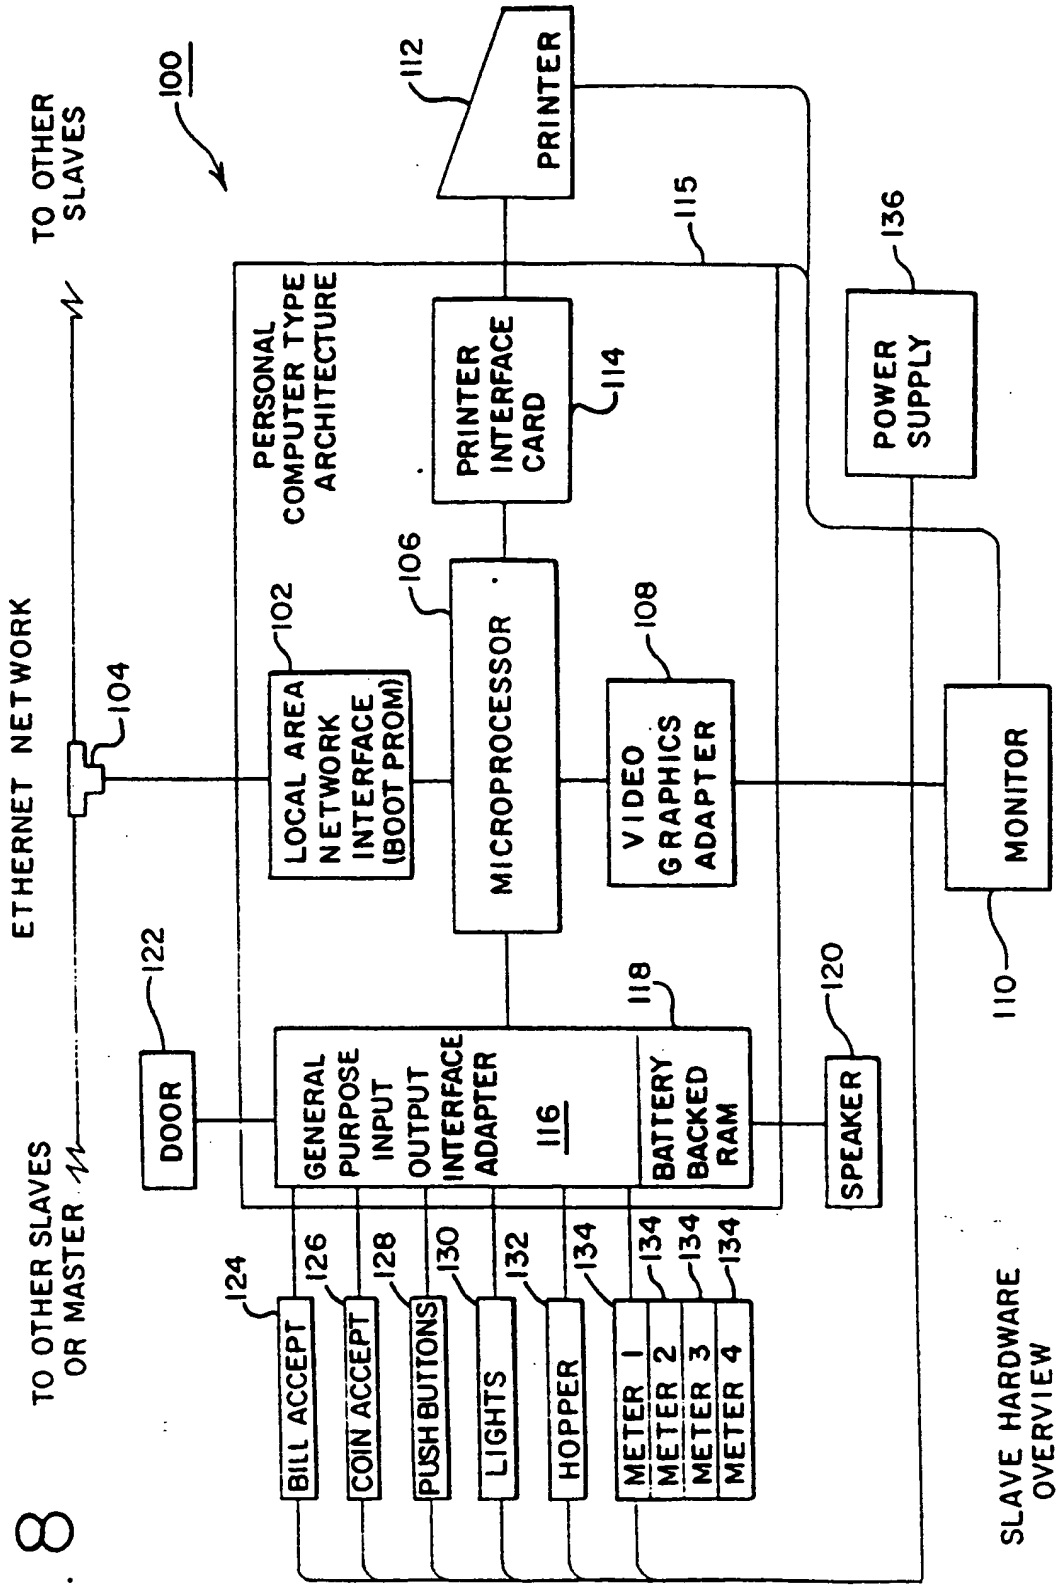 8
TO OTHER SLAVES
OR MASTER
ETHERNET NETWORK
TO OTHER
SLAVES
100
104
122
DOOR
PERSONAL
COMPUTER TYPE
ARCHITECTURE
102
LOCAL AREA
NETWORK
INTERFACE
(BOOT PROM)
124
BILL ACCEPT
126
COIN ACCEPT
128
PUSH BUTTONS
130
LIGHTS
132
HOPPER
134
METER 1
134
METER 2
134
METER 3
134
METER 4
GENERAL
PURPOSE
INPUT
OUTPUT
INTERFACE
ADAPTER
116
118
BATTERY
BACKED
RAM
106
MICROPROCESSOR
PRINTER
INTERFACE
CARD
114
112
PRINTER
115
108
VIDEO
GRAPHICS
ADAPTER
120
SPEAKER
110
MONITOR
136
POWER
SUPPLY
SLAVE HARDWARE
OVERVIEW